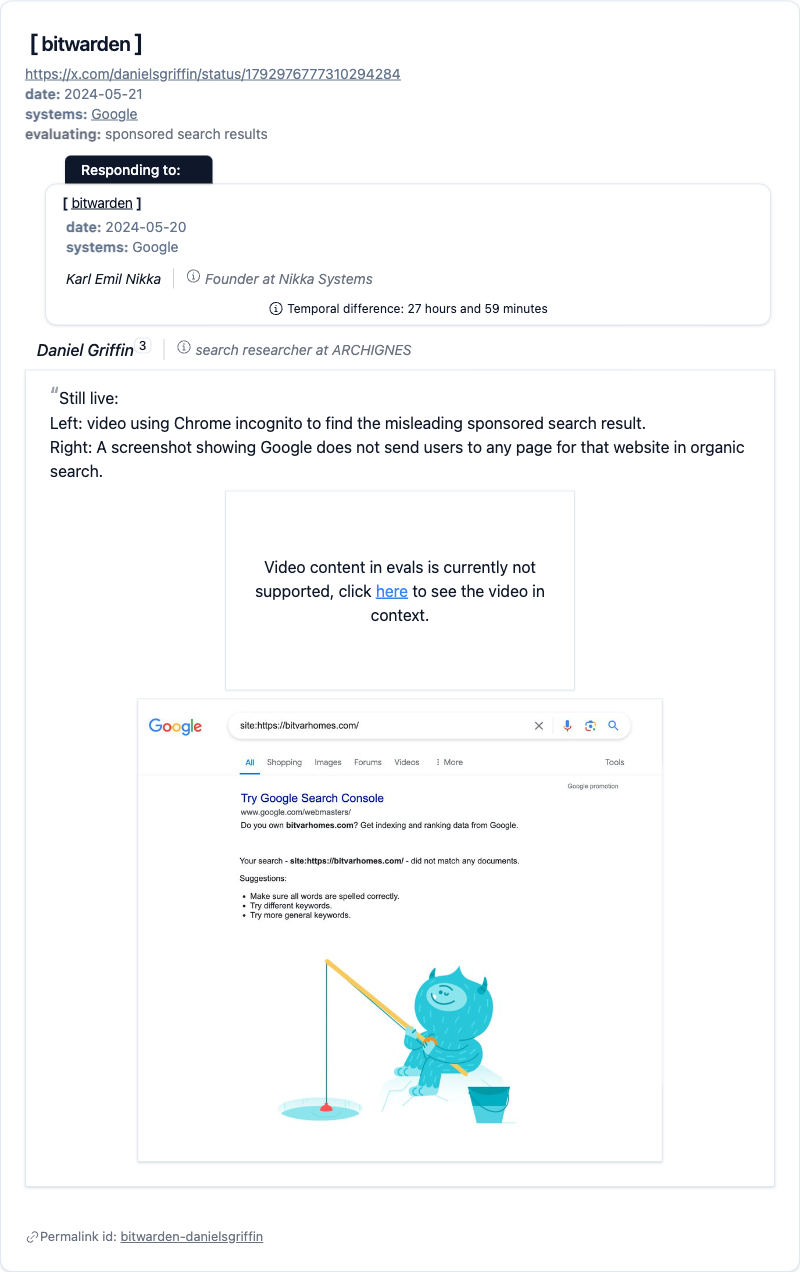 [ bitwarden ]
https://x.com/danielsgriffin/status/1792976777310294284
date: 2024-05-21
systems: Google
evaluating: sponsored search results
Responding to:
[ bitwarden ]
date: 2024-05-20
systems: Google
Karl Emil Nikka Founder at Nikka Systems
Temporal difference: 27 hours and 59 minutes
Daniel Griffin 3 search researcher at ARCHIGNES
“Still live:
Left: video using Chrome incognito to find the misleading sponsored search result.
Right: A screenshot showing Google does not send users to any page for that website in organic
search.
Video content in evals is currently not
supported, click here to see the video in
context.
Google site:https://bitvarhomes.com/
All Shopping Images Forums Videos More Tools
Google promotion
Try Google Search Console
www.google.com/webmasters/
Do you own bitvarhomes.com? Get indexing and ranking data from Google.
Your search - site:https://bitvarhomes.com/ - did not match any documents.
Suggestions:
• Make sure all words are spelled correctly.
• Try different keywords.
• Try more general keywords.
Permalink id: bitwarden-danielsgriffin